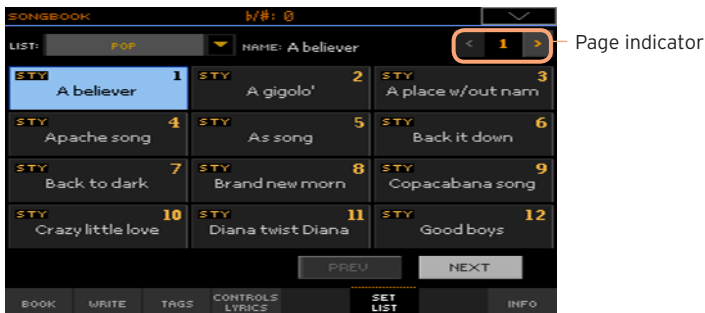 SONGBOOK b/#: 0
LIST: POP NAME: A believer < 1 > Page indicator
STY 1 STY 2 STY 3
A believer A gigolo' A place w/out nam
STY 4 STY 5 STY 6
Apache song As song Back it down
STY 7 STY 8 STY 9
Back to dark Brand new morn Copacabana song
STY 10 STY 11 STY 12
Crazy little love Diana twist Diana Good boys
PREV NEXT
BOOK WRITE TAGS CONTROLS LYRICS SET LIST INFO